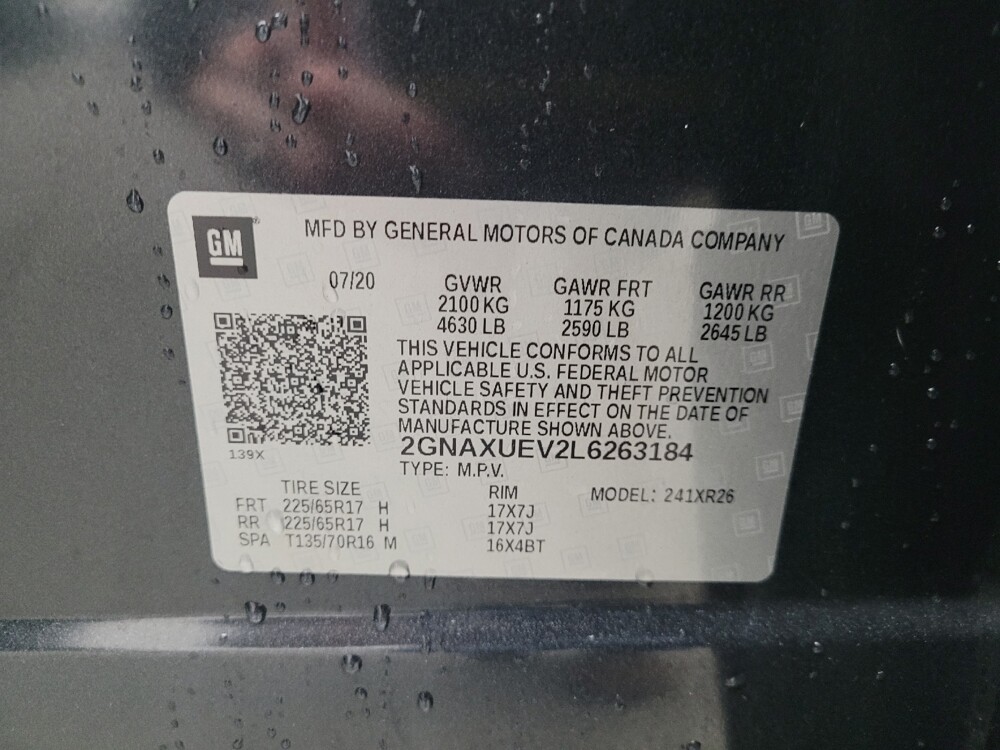 GM
MFD BY GENERAL MOTORS OF CANADA COMPANY
07/20
GVWR GAWR FRT GAWR RR
2100 KG 1175 KG 1200 KG
4630 LB 2590 LB 2645 LB
THIS VEHICLE CONFORMS TO ALL
APPLICABLE U.S. FEDERAL MOTOR
VEHICLE SAFETY AND THEFT PREVENTION
STANDARDS IN EFFECT ON THE DATE OF
MANUFACTURE SHOWN ABOVE.
2GNAXUEV2L6263184
139X
TYPE: M.P.V.
TIRE SIZE RIM MODEL: 241XR26
FRT 225/65R17 H 17X7J
RR 225/65R17 H 17X7J
SPA T135/70R16 M 16X4BT